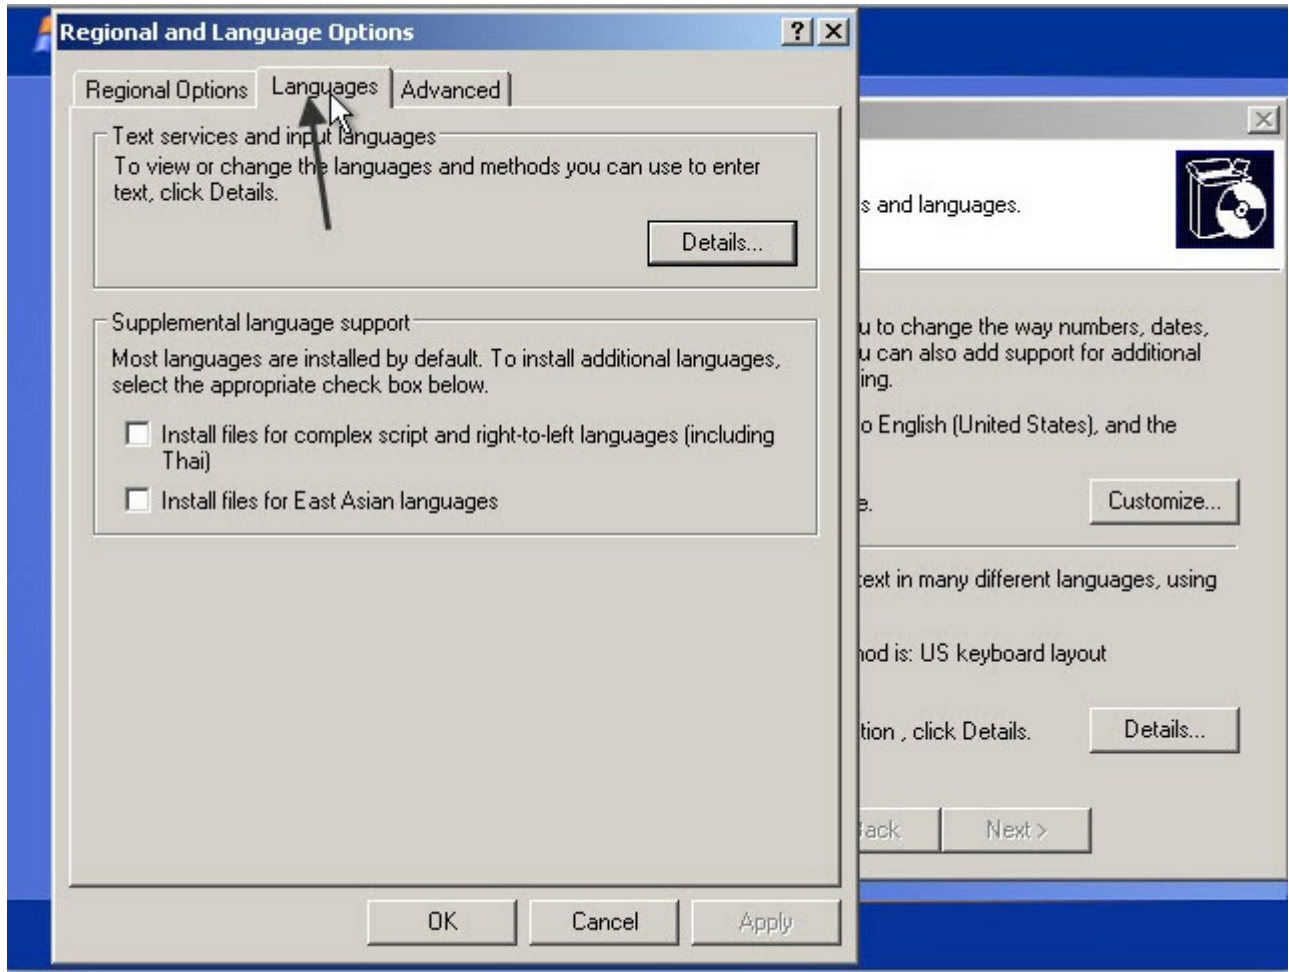 Regional and Language Options
Regional Options
Languages
Advanced
Text services and input languages
To view or change the languages and methods you can use to enter
text, click Details.
Details...
Supplemental language support
Most languages are installed by default. To install additional languages,
select the appropriate check box below.
Install files for complex script and right-to-left languages (including
Thai)
Install files for East Asian languages
OK
Cancel
Apply
s and languages.
u to change the way numbers, dates,
u can also add support for additional
ing.
o English (United States), and the
e.
Customize...
text in many different languages, using
hod is: US keyboard layout
tion , click Details.
Details...
Back
Next >